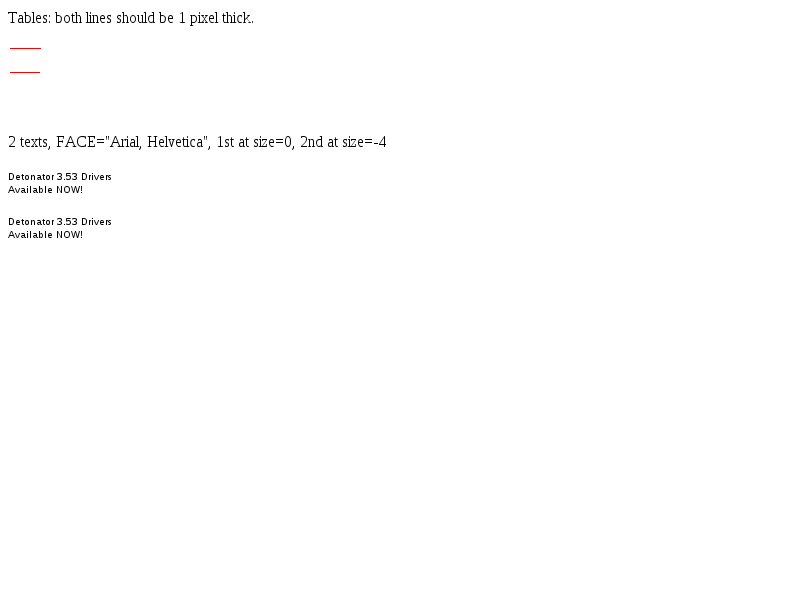 Tables: both lines should be 1 pixel thick.
2 texts, FACE="Arial, Helvetica", 1st at size=0, 2nd at size=-4
Detonator 3.53 Drivers
Available NOW!
Detonator 3.53 Drivers
Available NOW!